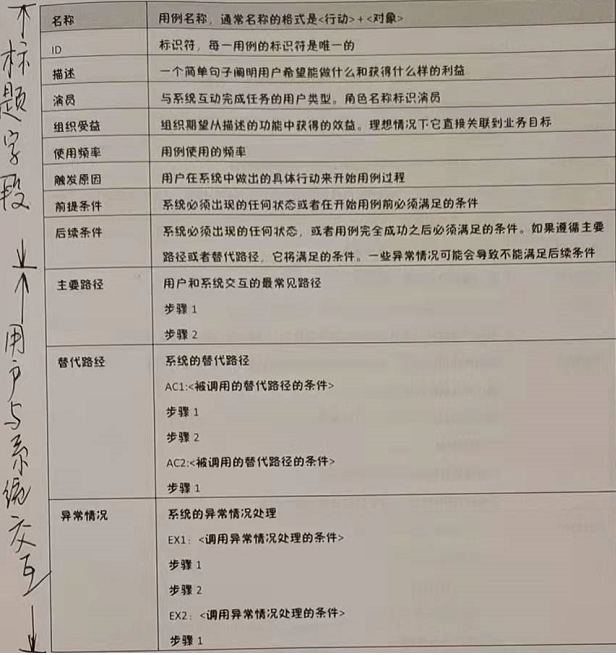 标题字段
用户与系统交互
名称 用例名称，通常名称的格式是<行动>+<对象>
ID 标识符，每一用例的标识符是唯一的
描述 一个简单句子阐明用户希望能做什么和获得什么样的利益
演员 与系统互动完成任务的用户类型。角色名称标识演员
组织受益 组织期望从描述的功能中获得的效益。理想情况下它直接关联到业务目标
使用频率 用例使用的频率
触发原因 用户在系统中做出的具体行动来开始用例过程
前提条件 系统必须出现的任何状态或者在开始用例前必须满足的条件
后续条件 系统必须出现的任何状态，或者用例完全成功之后必须满足的条件。如果遵循主要
路径或者替代路径，它将满足的条件。一些异常情况可能会导致不能满足后续条件
主要路径 用户和系统交互的最常见路径
步骤 1
步骤 2
替代路经 系统的替代路径
AC1:<被调用的替代路径的条件>
步骤 1
步骤 2
AC2:<被调用的替代路径的条件>
步骤 1
异常情况 系统的异常情况处理
EX1：<调用异常情况处理的条件>
步骤 1
步骤 2
EX2：<调用异常情况处理的条件>
步骤 1